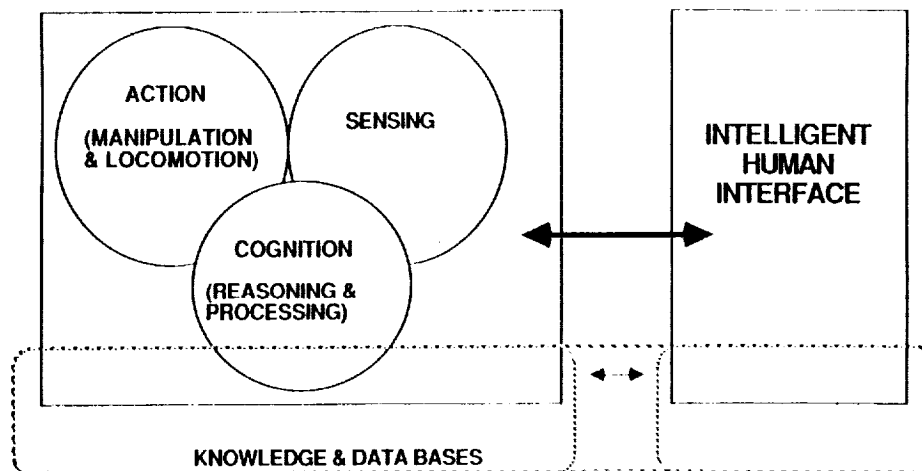 ACTION
(MANIPULATION
& LOCOMOTION)
SENSING
COGNITION
(REASONING &
PROCESSING)
INTELLIGENT
HUMAN
INTERFACE
KNOWLEDGE & DATA BASES